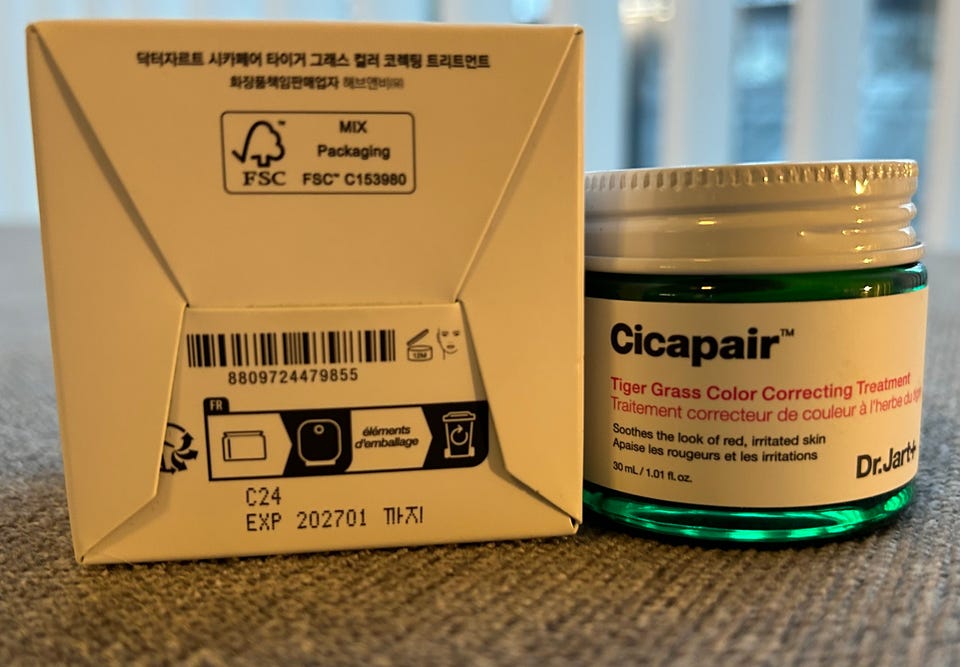 닥터자르트 시카페어 타이거 그래스 컬러 코렉팅 트리트먼트
화장품책임판매업자 해브앤비㈜
FSC™
MIX
Packaging
FSC™ C153980
12M
8809724479855
FR
éléments
d'emballage
C24
EXP 202701 까지
Cicapair™
Tiger Grass Color Correcting Treatment
Traitement correcteur de couleur à l'herbe du tigre
Soothes the look of red, irritated skin
Apaise les rougeurs et les irritations
30 mL / 1.01 fl. oz.
Dr.Jart+